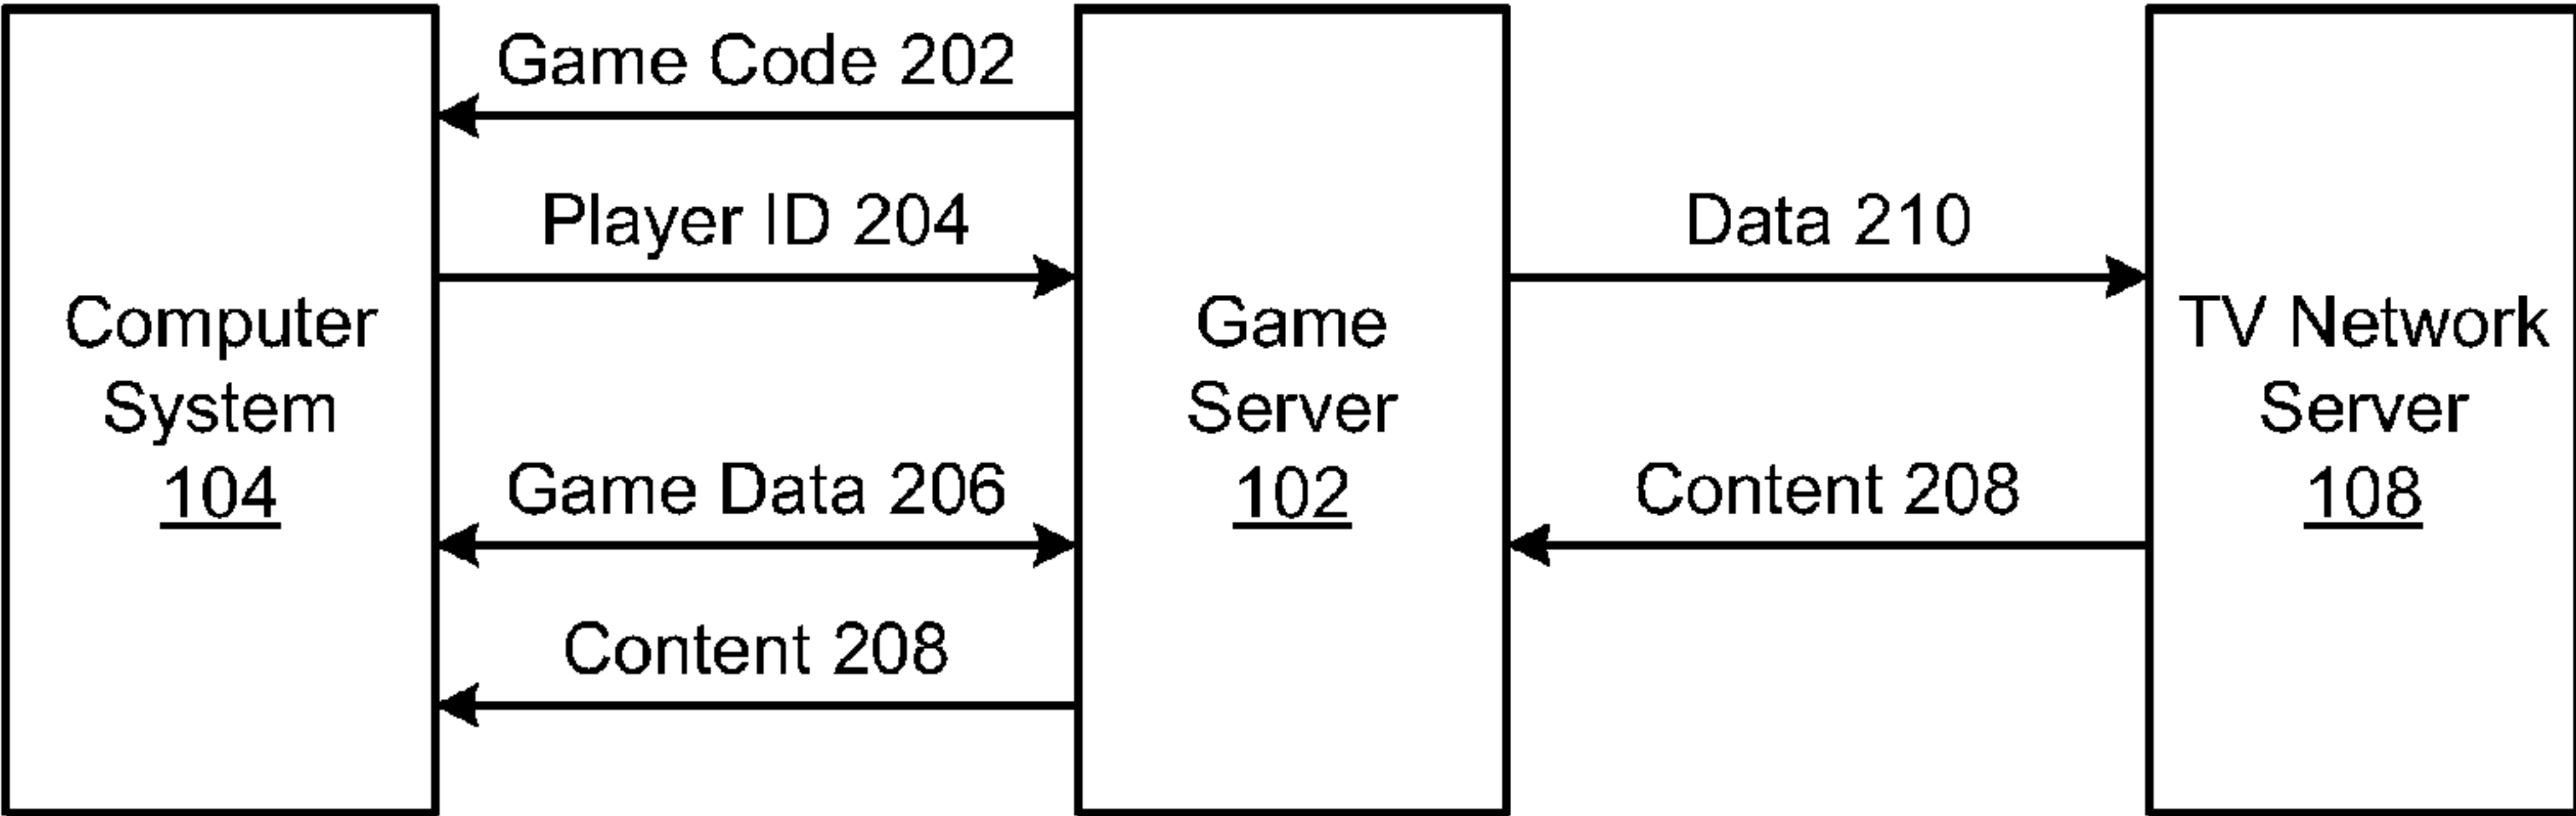 Game Code 202
Player ID 204
Data 210
Computer
System
104
Game
Server
102
TV Network
Server
108
Game Data 206
Content 208
Content 208